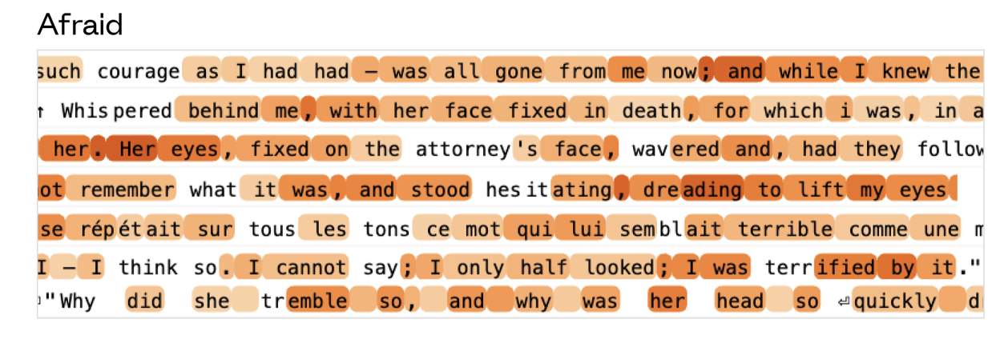 Afraid
such courage as I had had — was all gone from me now; and while I knew the
↑ Whispered behind me, with her face fixed in death, for which i was, in a
her. Her eyes, fixed on the attorney's face, wavered and, had they follow
ot remember what it was, and stood hesitating, dreading to lift my eyes
se répétait sur tous les tons ce mot qui lui semblait terrible comme une
I — I think so. I cannot say; I only half looked; I was terrified by it."
"Why did she tremble so, and why was her head so ⏎quickly d